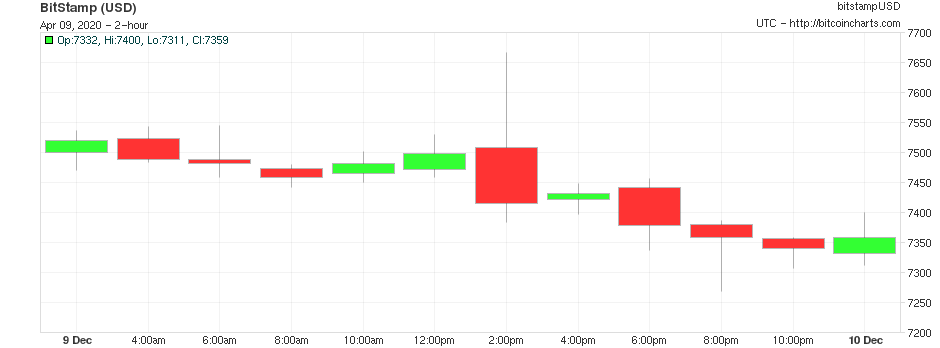 BitStamp (USD)
bitstampUSD
Apr 09, 2020 - 2-hour
UTC - http://bitcoincharts.com
Op:7332, Hi:7400, Lo:7311, Cl:7359
7700
7650
7600
7550
7500
7450
7400
7350
7300
7250
7200
9 Dec 4:00am 6:00am 8:00am 10:00am 12:00pm 2:00pm 4:00pm 6:00pm 8:00pm 10:00pm 10 Dec